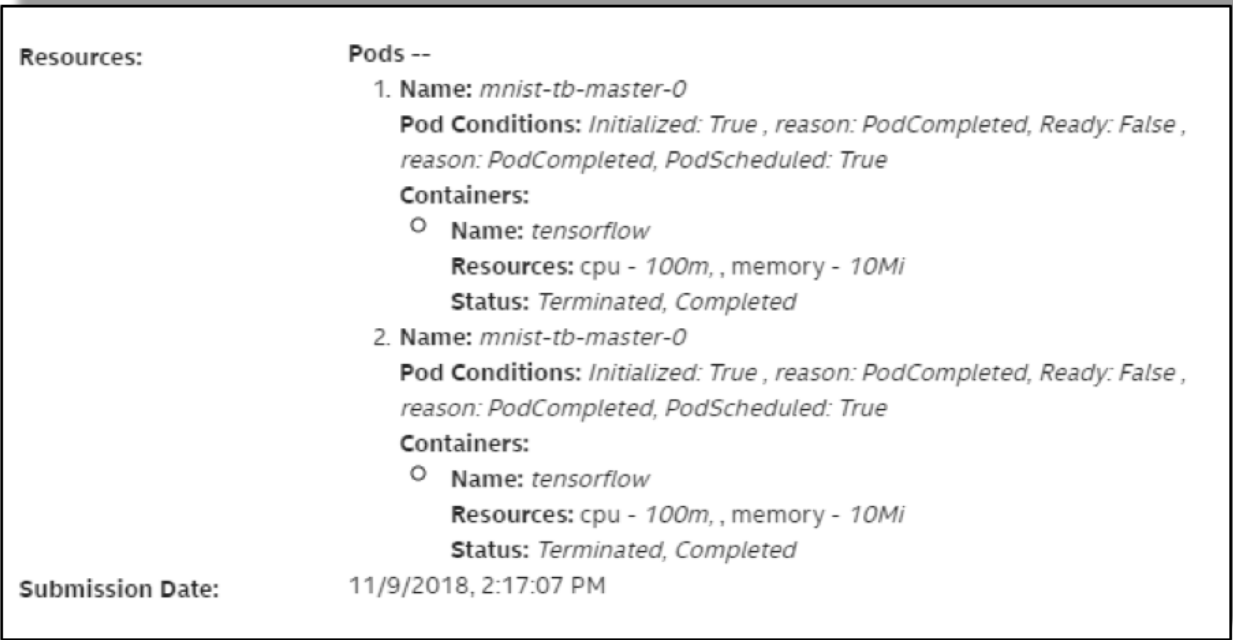 Resources: Pods --
1. Name: mnist-tb-master-0
Pod Conditions: Initialized: True , reason: PodCompleted, Ready: False ,
reason: PodCompleted, PodScheduled: True
Containers:
Name: tensorflow
Resources: cpu - 100m, , memory - 10Mi
Status: Terminated, Completed
2. Name: mnist-tb-master-0
Pod Conditions: Initialized: True , reason: PodCompleted, Ready: False ,
reason: PodCompleted, PodScheduled: True
Containers:
Name: tensorflow
Resources: cpu - 100m, , memory - 10Mi
Status: Terminated, Completed
Submission Date: 11/9/2018, 2:17:07 PM